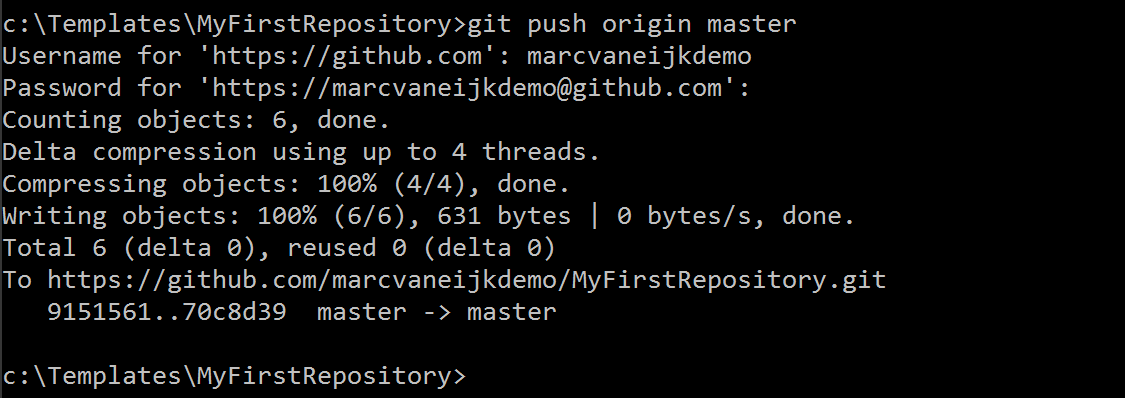 c:\Templates\MyFirstRepository>git push origin master
Username for 'https://github.com': marcvaneijkdemo
Password for 'https://marcvaneijkdemo@github.com':
Counting objects: 6, done.
Delta compression using up to 4 threads.
Compressing objects: 100% (4/4), done.
Writing objects: 100% (6/6), 631 bytes | 0 bytes/s, done.
Total 6 (delta 0), reused 0 (delta 0)
To https://github.com/marcvaneijkdemo/MyFirstRepository.git
   9151561..70c8d39  master -> master
c:\Templates\MyFirstRepository>